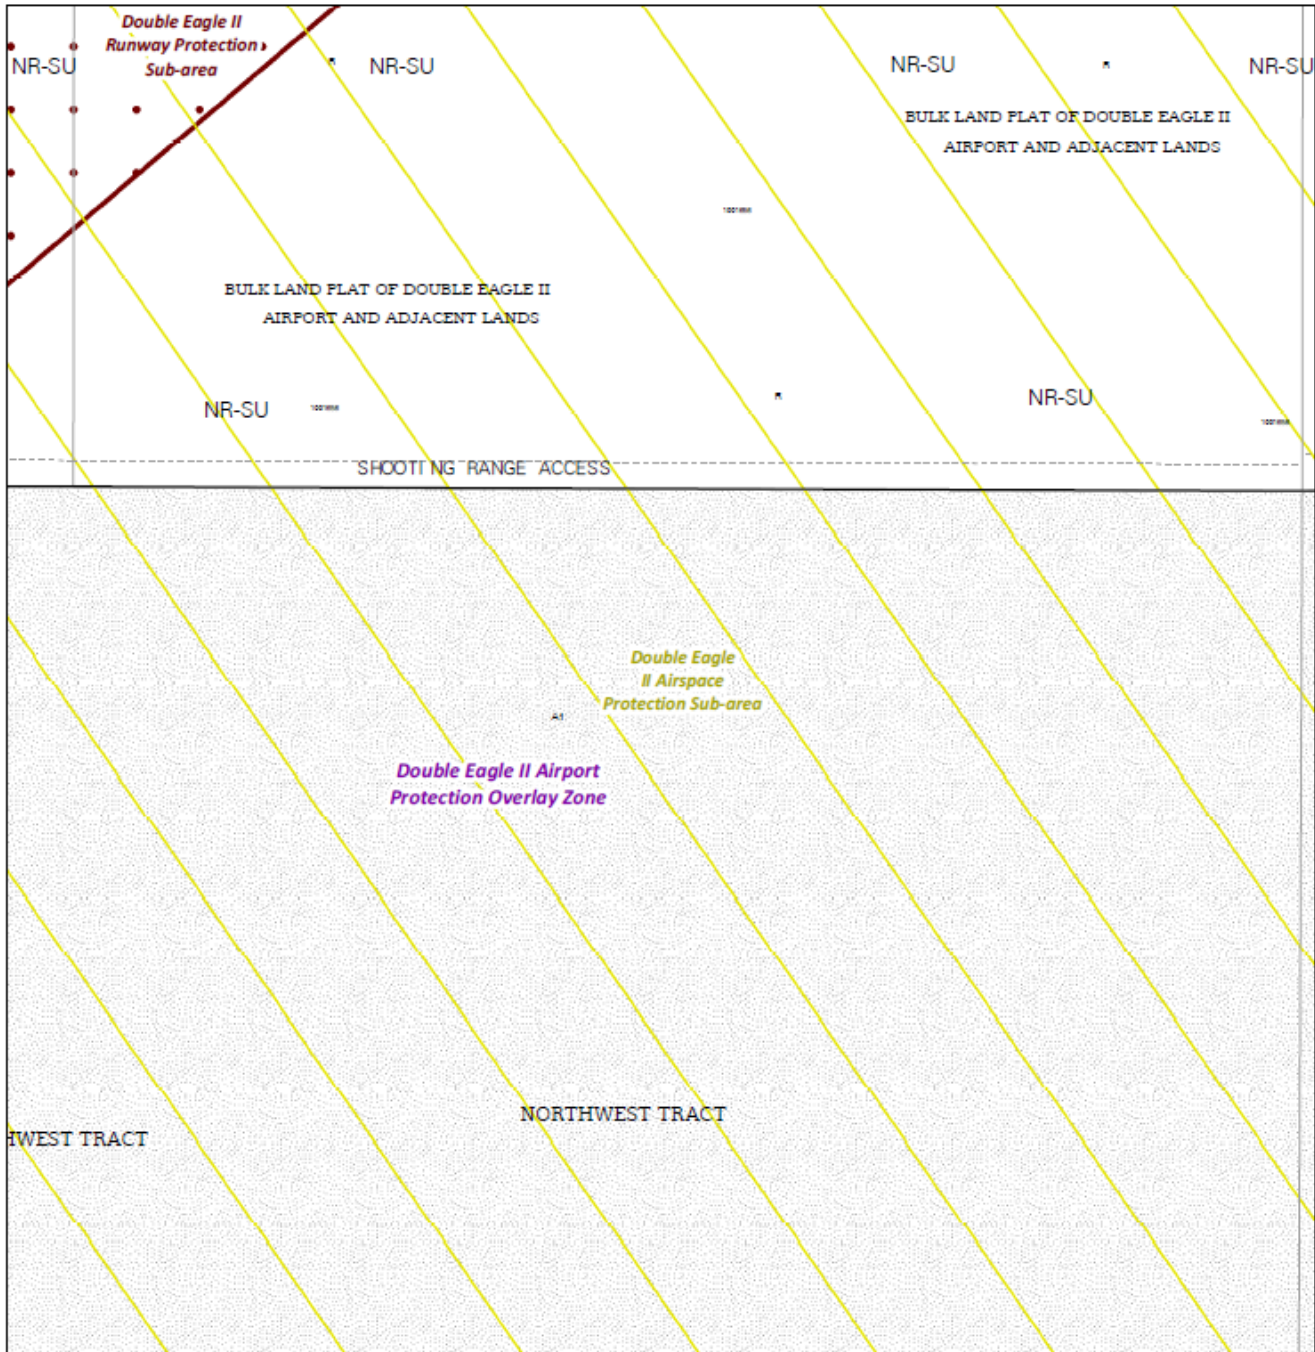 Double Eagle II
Runway Protection
Sub-area
NR-SU
NR-SU
NR-SU
NR-SU
R
R
BULK LAND PLAT OF DOUBLE EAGLE II
AIRPORT AND ADJACENT LANDS
BULK LAND PLAT OF DOUBLE EAGLE II
AIRPORT AND ADJACENT LANDS
R
NR-SU
NR-SU
SHOOTING RANGE ACCESS
Double Eagle
II Airspace
Protection Sub-area
A1
Double Eagle II Airport
Protection Overlay Zone
NORTHWEST TRACT
HWEST TRACT